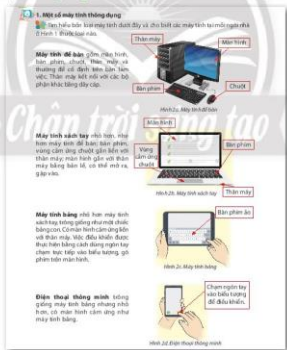 1. Một số máy tính thông dụng
Thân máy
Màn hình
Máy tính để bàn gồm màn hình,
bàn phím, chuột, thân máy và
thường để cố định trên bàn làm
việc. Thân máy kết nối với các bộ
phận khác bằng dây cáp.
Bàn phím
Chuột
Hình 2a. Máy tính để bàn
Chân trời sáng tạo
Màn hình
Máy tính xách tay nhỏ hơn, nhẹ
hơn máy tính để bàn; bàn phím,
vùng cảm ứng chuột gắn liền với
thân máy; màn hình gắn với thân
máy bằng bản lề, có thể mở ra,
gập vào.
Vùng
cảm ứng
chuột
Bàn phím
Thân máy
Hình 2b. Máy tính xách tay
Máy tính bảng nhỏ hơn máy tính
xách tay, trông giống như một chiếc
bảng con. Có màn hình cảm ứng liền
với thân máy. Việc điều khiển được
thực hiện bằng cách dùng ngón tay
chạm trực tiếp vào biểu tượng, gõ
phím trên màn hình.
Bàn phím ảo
Hình 2c. Máy tính bảng
Điện thoại thông minh trông
giống máy tính bảng nhưng nhỏ
hơn, có màn hình cảm ứng như
máy tính bảng.
Chạm ngón tay
vào biểu tượng
để điều khiển.
Hình 2d. Điện thoại thông minh